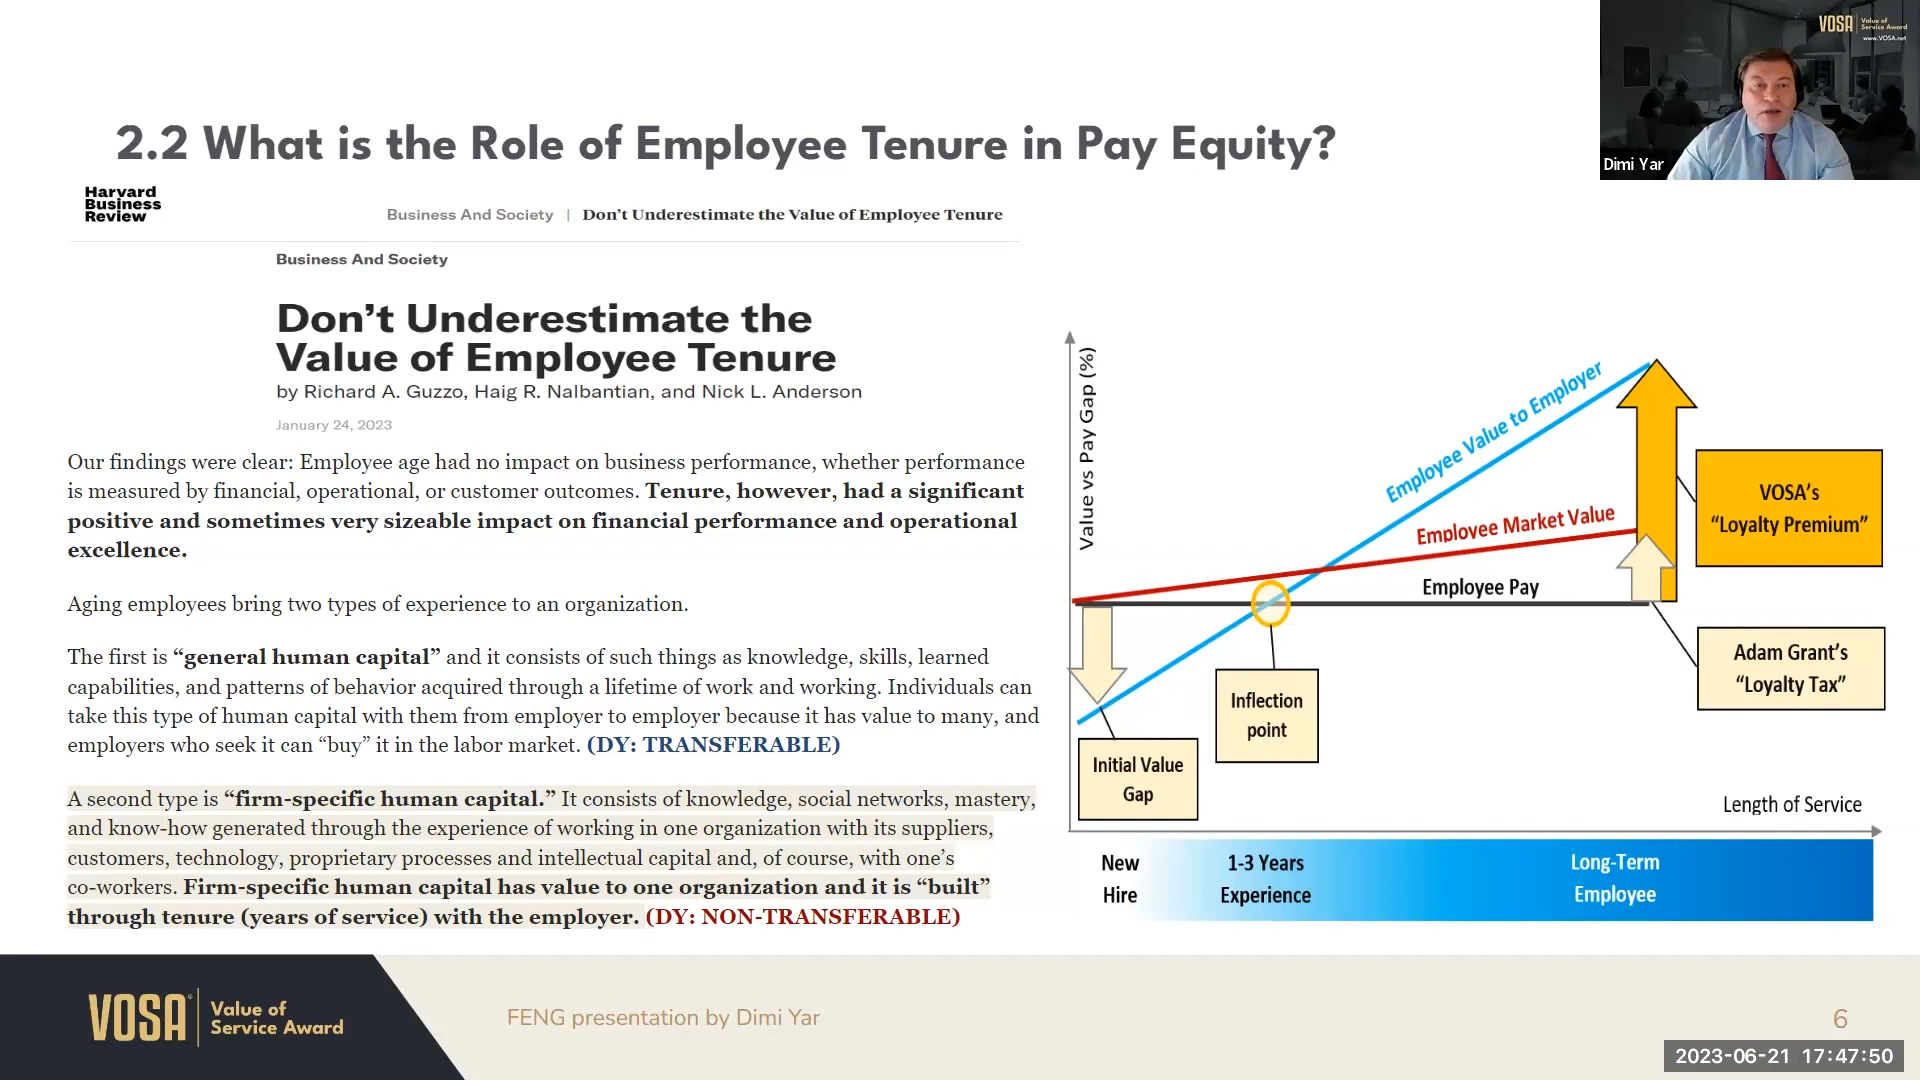 VOSA Value of
Service Award
www.VOSA.net
Dimi Yar
2.2 What is the Role of Employee Tenure in Pay Equity?
Harvard
Business
Review
Business And Society | Don’t Underestimate the Value of Employee Tenure
Business And Society
Don’t Underestimate the
Value of Employee Tenure
by Richard A. Guzzo, Haig R. Nalbantian, and Nick L. Anderson
January 24, 2023
Our findings were clear: Employee age had no impact on business performance, whether performance
is measured by financial, operational, or customer outcomes. Tenure, however, had a significant
positive and sometimes very sizeable impact on financial performance and operational
excellence.
Aging employees bring two types of experience to an organization.
The first is “general human capital” and it consists of such things as knowledge, skills, learned
capabilities, and patterns of behavior acquired through a lifetime of work and working. Individuals can
take this type of human capital with them from employer to employer because it has value to many, and
employers who seek it can “buy” it in the labor market. (DY: TRANSFERABLE)
A second type is “firm-specific human capital.” It consists of knowledge, social networks, mastery,
and know-how generated through the experience of working in one organization with its suppliers,
customers, technology, proprietary processes and intellectual capital and, of course, with one’s
co-workers. Firm-specific human capital has value to one organization and it is “built”
through tenure (years of service) with the employer. (DY: NON-TRANSFERABLE)
Value vs Pay Gap (%)
Employee Value to Employer
Employee Market Value
Employee Pay
VOSA’s
“Loyalty Premium”
Adam Grant’s
“Loyalty Tax”
Inflection
point
Initial Value
Gap
Length of Service
New
Hire
1-3 Years
Experience
Long-Term
Employee
VOSA® Value of
Service Award
FENG presentation by Dimi Yar
6
2023-06-21 17:47:50